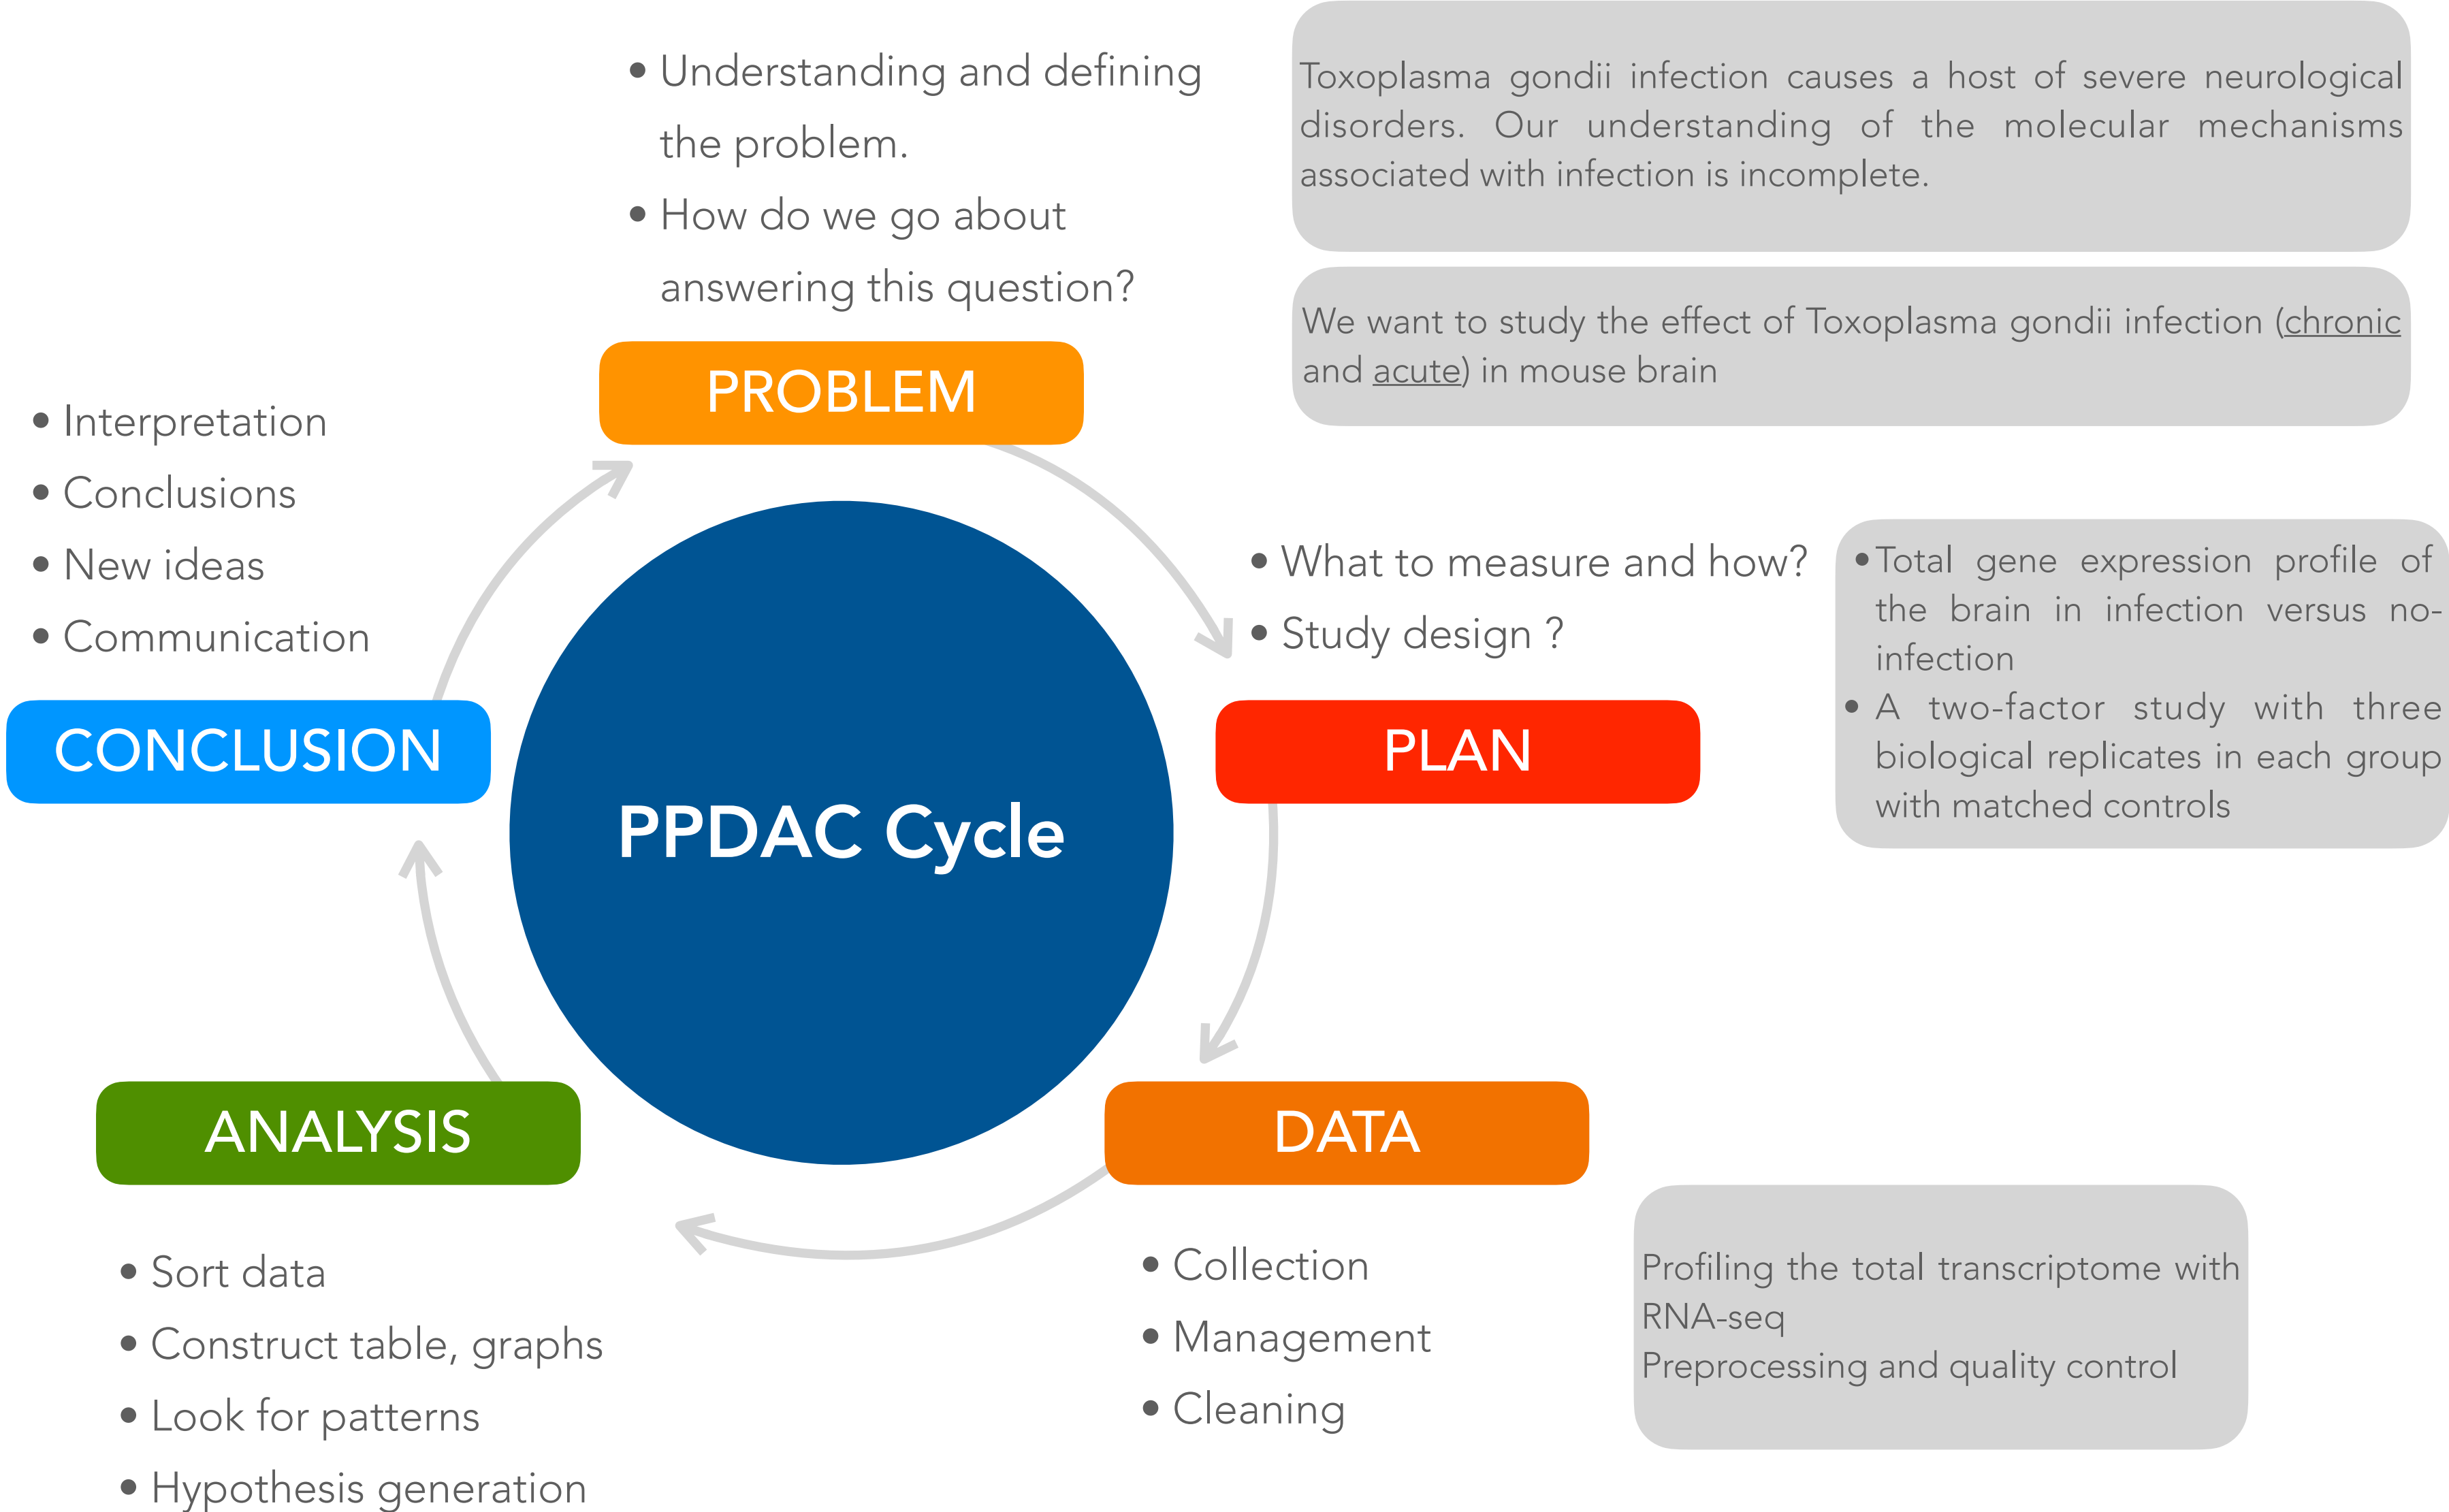 • Understanding and defining
the problem.
• How do we go about
answering this question?
PROBLEM
Toxoplasma gondii infection causes a host of severe neurological
disorders. Our understanding of the molecular mechanisms
associated with infection is incomplete.
We want to study the effect of Toxoplasma gondii infection (chronic
and acute) in mouse brain
• What to measure and how?
• Study design ?
PLAN
• Total gene expression profile of
the brain in infection versus no-
infection
• A two-factor study with three
biological replicates in each group
with matched controls
PPDAC Cycle
DATA
• Collection
• Management
• Cleaning
Profiling the total transcriptome with
RNA-seq
Preprocessing and quality control
ANALYSIS
• Sort data
• Construct table, graphs
• Look for patterns
• Hypothesis generation
• Interpretation
• Conclusions
• New ideas
• Communication
CONCLUSION